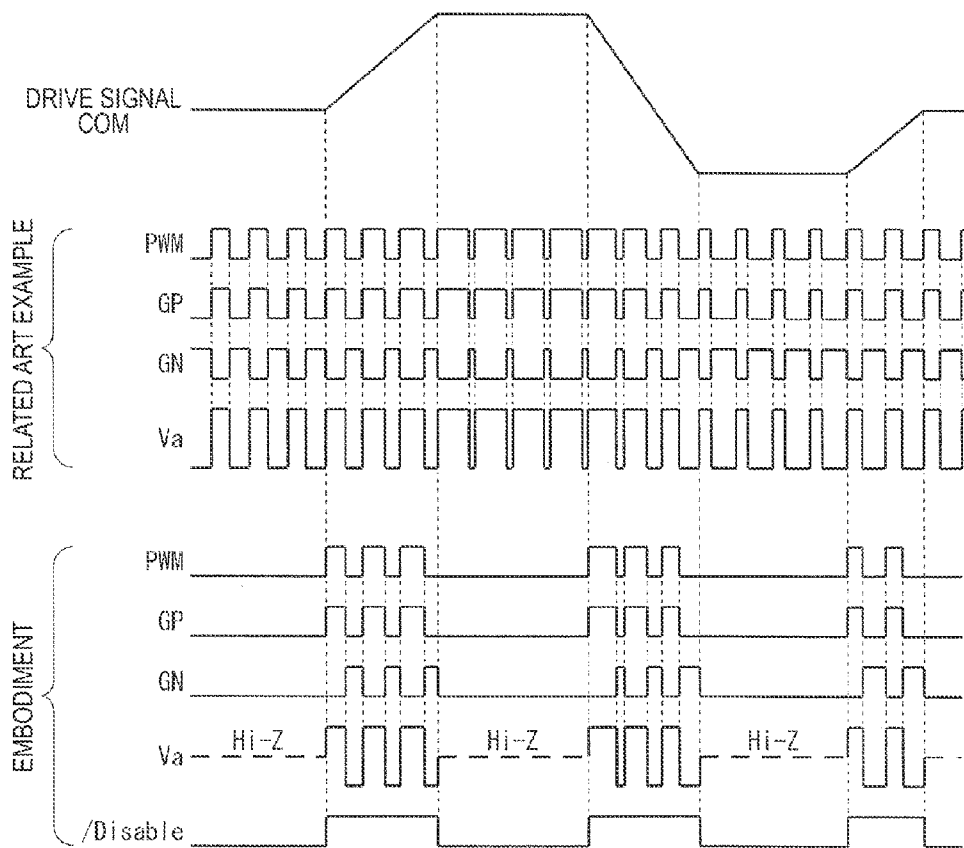 DRIVE SIGNAL
COM
RELATED ART EXAMPLE
PWM
GP
GN
Va
EMBODIMENT
PWM
GP
GN
Va
Hi-Z
Hi-Z
Hi-Z
/Disable